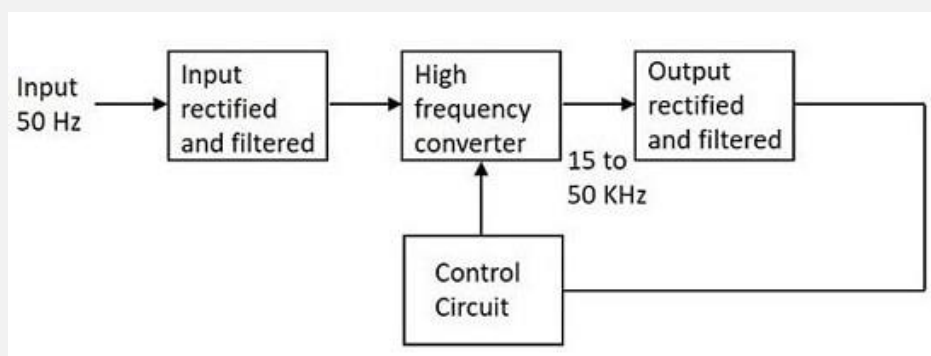 Input
50 Hz
Input
rectified
and filtered
High
frequency
converter
15 to
50 KHz
Output
rectified
and filtered
Control
Circuit